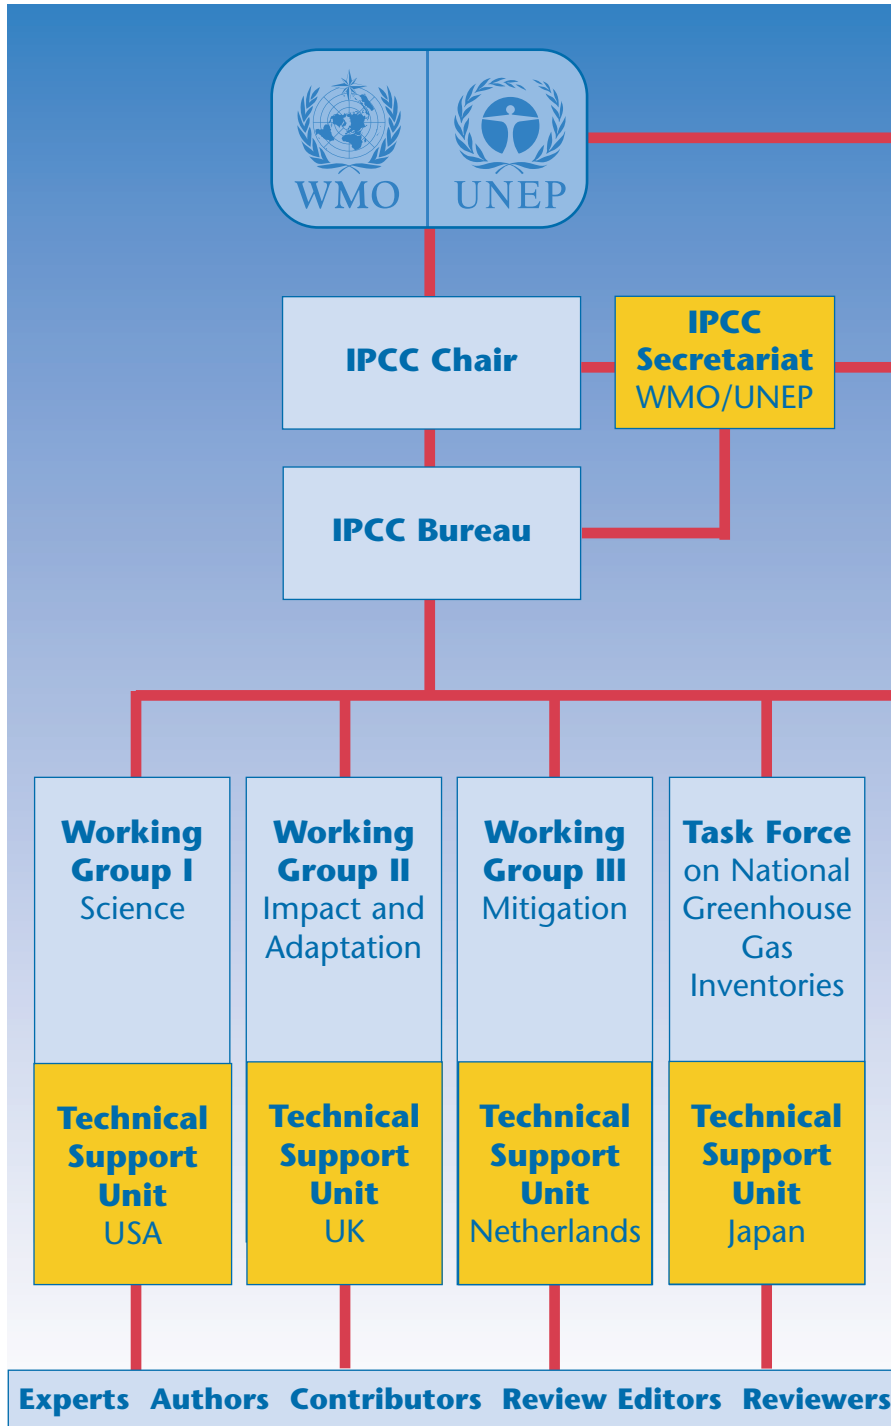 WMO
UNEP
IPCC Chair
IPCC
Secretariat
WMO/UNEP
IPCC Bureau
Working
Group I
Science
Working
Group II
Impact and
Adaptation
Working
Group III
Mitigation
Task Force
on National
Greenhouse
Gas
Inventories
Technical
Support
Unit
USA
Technical
Support
Unit
UK
Technical
Support
Unit
Netherlands
Technical
Support
Unit
Japan
Experts Authors Contributors Review Editors Reviewers